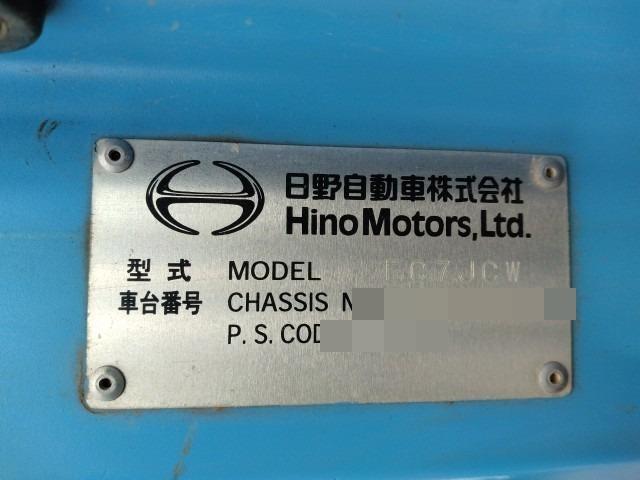 日野自動車株式会社
Hino Motors, Ltd.
型式 MODEL FC7JCW
車台番号 CHASSIS N
P. S. COD